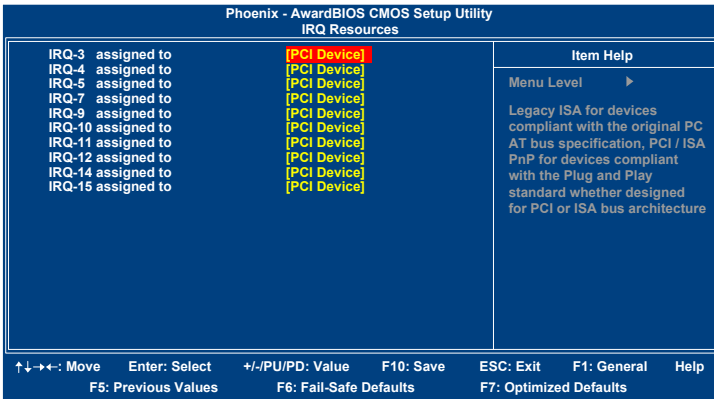 Phoenix - AwardBIOS CMOS Setup Utility
IRQ Resources
IRQ-3 assigned to [PCI Device]
IRQ-4 assigned to [PCI Device]
IRQ-5 assigned to [PCI Device]
IRQ-7 assigned to [PCI Device]
IRQ-9 assigned to [PCI Device]
IRQ-10 assigned to [PCI Device]
IRQ-11 assigned to [PCI Device]
IRQ-12 assigned to [PCI Device]
IRQ-14 assigned to [PCI Device]
IRQ-15 assigned to [PCI Device]
Item Help
Menu Level ▶
Legacy ISA for devices
compliant with the original PC
AT bus specification, PCI / ISA
PnP for devices compliant
with the Plug and Play
standard whether designed
for PCI or ISA bus architecture
↑↓→←: Move Enter: Select +/-/PU/PD: Value F10: Save ESC: Exit F1: General Help
F5: Previous Values F6: Fail-Safe Defaults F7: Optimized Defaults